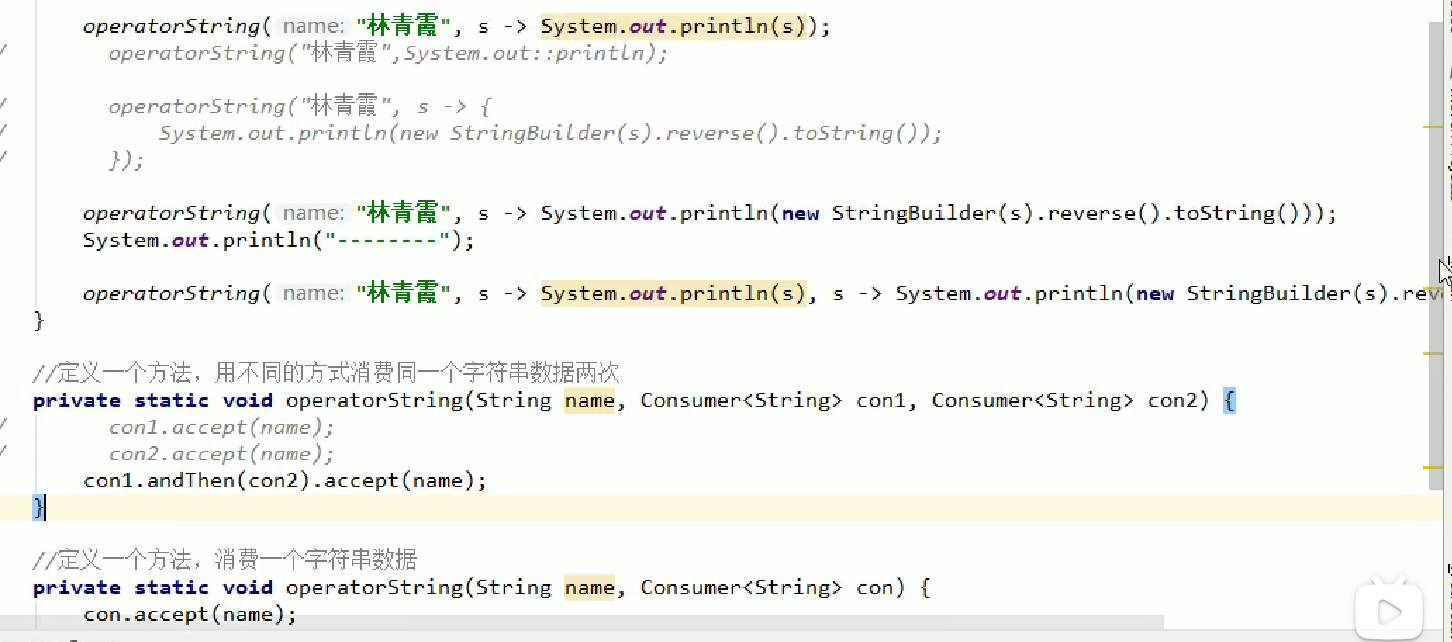 operatorString( name: "林青霞", s -> System.out.println(s));
// operatorString("林青霞",System.out::println);
// operatorString("林青霞", s -> {
// System.out.println(new StringBuilder(s).reverse().toString());
// });
operatorString( name: "林青霞", s -> System.out.println(new StringBuilder(s).reverse().toString()));
System.out.println("--------");
operatorString( name: "林青霞", s -> System.out.println(s), s -> System.out.println(new StringBuilder(s).reve
}
//定义一个方法，用不同的方式消费同一个字符串数据两次
private static void operatorString(String name, Consumer<String> con1, Consumer<String> con2) {
// con1.accept(name);
// con2.accept(name);
con1.andThen(con2).accept(name);
}
//定义一个方法，消费一个字符串数据
private static void operatorString(String name, Consumer<String> con) {
con.accept(name);